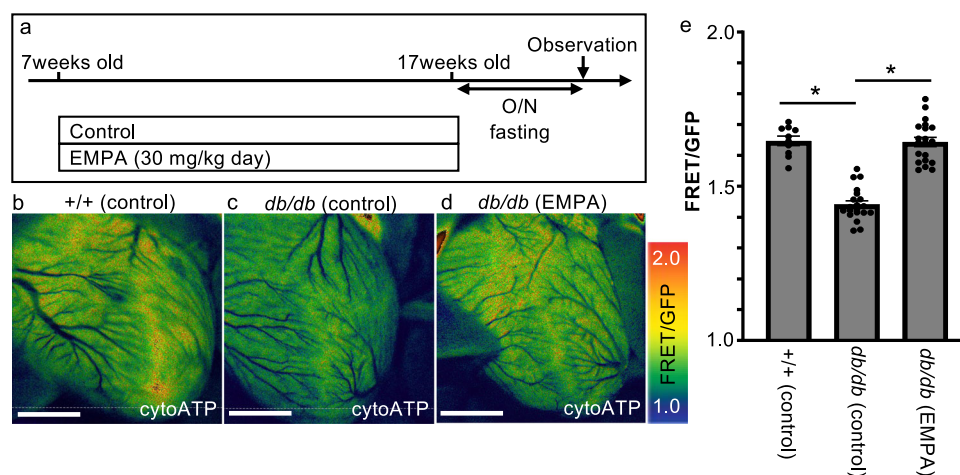 a
Observation
7weeks old
17weeks old
O/N
fasting
Control
EMPA (30 mg/kg day)
b
+/+ (control)
c
db/db (control)
d
db/db (EMPA)
cytoATP
cytoATP
cytoATP
2.0
FRET/GFP
1.0
e
2.0
*
*
FRET/GFP
1.5
1.0
+/+ (control)
db/db (control)
db/db (EMPA)